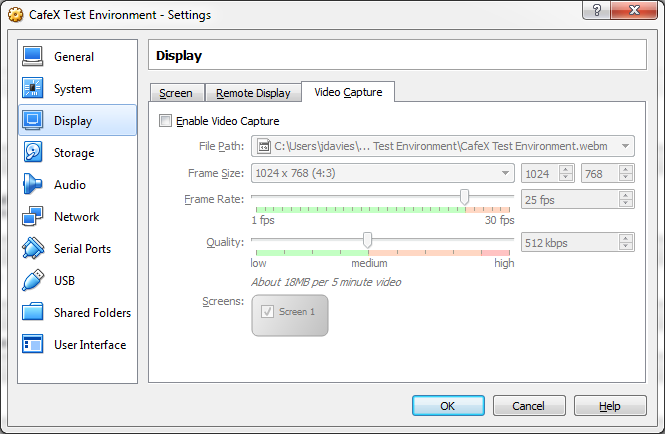 CafeX Test Environment - Settings
General
System
Display
Storage
Audio
Network
Serial Ports
USB
Shared Folders
User Interface
Display
Screen Remote Display Video Capture
Enable Video Capture
File Path: C:\Users\jdavies\... Test Environment\CafeX Test Environment.webm
Frame Size: 1024 x 768 (4:3) 1024 768
Frame Rate: 25 fps
1 fps 30 fps
Quality: 512 kbps
low medium high
About 18MB per 5 minute video
Screens: Screen 1
OK Cancel Help